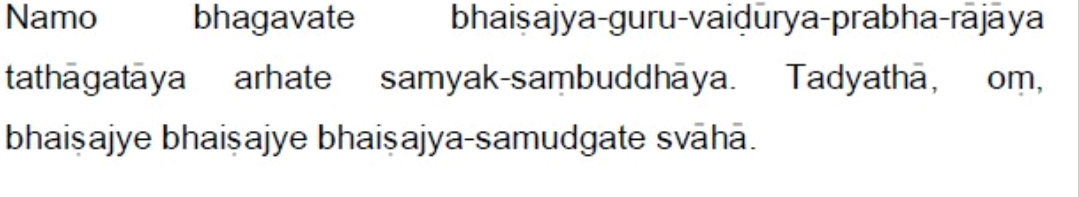 Namo bhagavate bhaiṣajya-guru-vaiḍūrya-prabha-rājāya
tathāgatāya arhate samyak-saṃbuddhāya. Tadyathā, oṃ,
bhaiṣajye bhaiṣajye bhaiṣajya-samudgate svāhā.